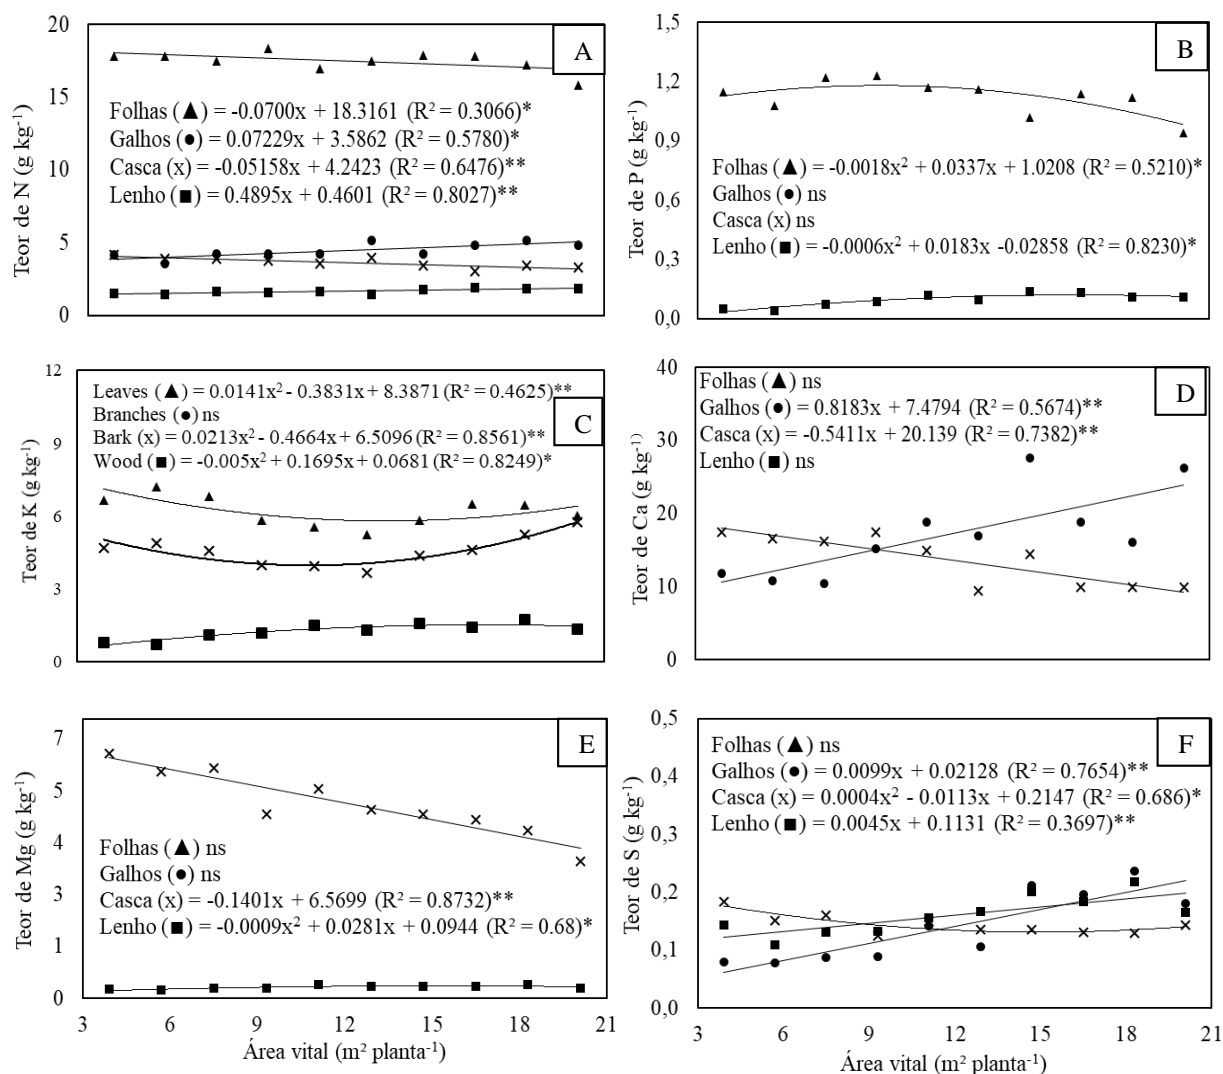 A
Teor de N (g kg-1)
20
15
10
5
0
Folhas (▲) = -0.0700x + 18.3161 (R² = 0.3066)*
Galhos (●) = 0.07229x + 3.5862 (R² = 0.5780)*
Casca (x) = -0.05158x + 4.2423 (R² = 0.6476)**
Lenho (■) = 0.4895x + 0.4601 (R² = 0.8027)**
B
Teor de P (g kg-1)
1,5
1,2
0,9
0,6
0,3
0,0
Folhas (▲) = -0.0018x² + 0.0337x + 1.0208 (R² = 0.5210)*
Galhos (●) ns
Casca (x) ns
Lenho (■) = -0.0006x² + 0.0183x -0.02858 (R² = 0.8230)*
C
Teor de K (g kg-1)
12
9
6
3
0
Leaves (▲) = 0.0141x² - 0.3831x + 8.3871 (R² = 0.4625)**
Branches (●) ns
Bark (x) = 0.0213x² - 0.4664x + 6.5096 (R² = 0.8561)**
Wood (■) = -0.005x² + 0.1695x + 0.0681 (R² = 0.8249)*
D
Teor de Ca (g kg-1)
40
30
20
10
0
Folhas (▲) ns
Galhos (●) = 0.8183x + 7.4794 (R² = 0.5674)**
Casca (x) = -0.5411x + 20.139 (R² = 0.7382)**
Lenho (■) ns
E
Teor de Mg (g kg-1)
7
5
4
3
1
0
Folhas (▲) ns
Galhos (●) ns
Casca (x) = -0.1401x + 6.5699 (R² = 0.8732)**
Lenho (■) = -0.0009x² + 0.0281x + 0.0944 (R² = 0.68)*
3 6 9 12 15 18 21
Área vital (m² planta-1)
F
Teor de S (g kg-1)
0,5
0,4
0,3
0,2
0,1
0,0
Folhas (▲) ns
Galhos (●) = 0.0099x + 0.02128 (R² = 0.7654)**
Casca (x) = 0.0004x² - 0.0113x + 0.2147 (R² = 0.686)*
Lenho (■) = 0.0045x + 0.1131 (R² = 0.3697)**
3 6 9 12 15 18 21
Área vital (m² planta-1)